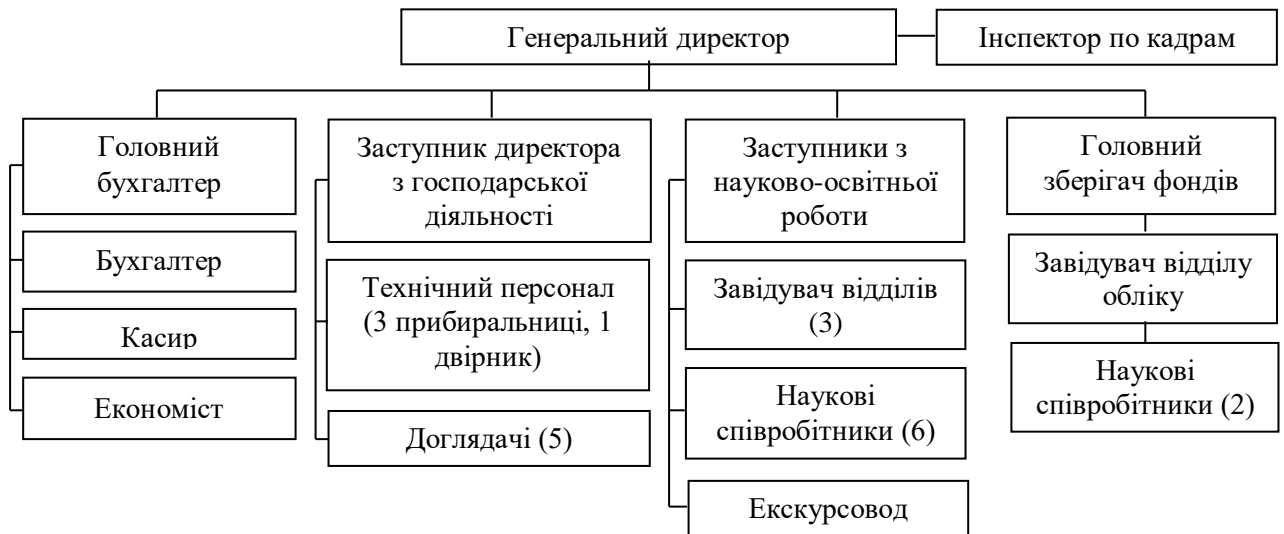 Генеральний директор
Інспектор по кадрам
Головний
бухгалтер
Бухгалтер
Касир
Економіст
Заступник директора
з господарської
діяльності
Технічний персонал
(3 прибиральниці, 1
двірник)
Доглядачі (5)
Заступники з
науково-освітньої
роботи
Завідувач відділів
(3)
Наукові
співробітники (6)
Екскурсовод
Головний
зберігач фондів
Завідувач відділу
обліку
Наукові
співробітники (2)